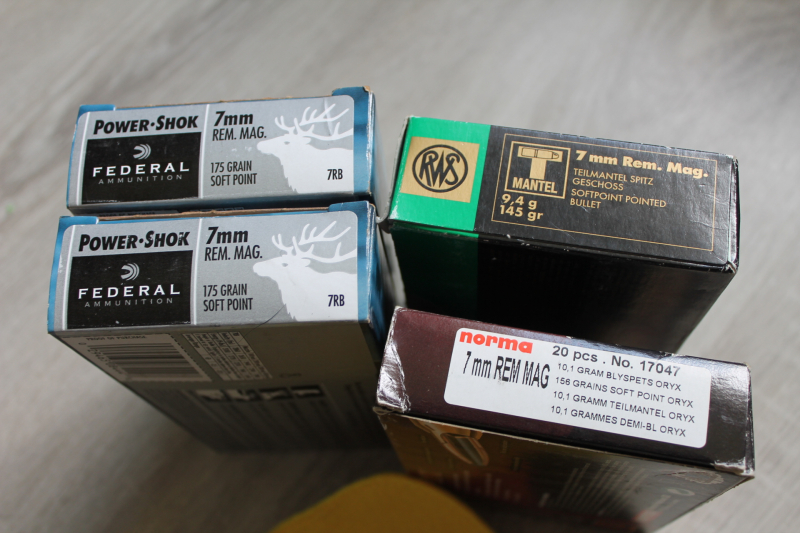 POWER•SHOK
FEDERAL
AMMUNITION
7mm
REM. MAG.
175 GRAIN
SOFT POINT
7RB
POWER•SHOK
FEDERAL
AMMUNITION
7mm
REM. MAG.
175 GRAIN
SOFT POINT
7RB
RWS
T
MANTEL
9,4 g
145 gr
7 mm Rem. Mag.
TEILMANTEL SPITZ
GESCHOSS
SOFTPOINT POINTED
BULLET
norma
7 mm REM MAG
20 pcs . No. 17047
10,1 GRAM BLYSPETS ORYX
156 GRAINS SOFT POINT ORYX
10,1 GRAMM TEILMANTEL ORYX
10,1 GRAMMES DEMI-BL ORYX